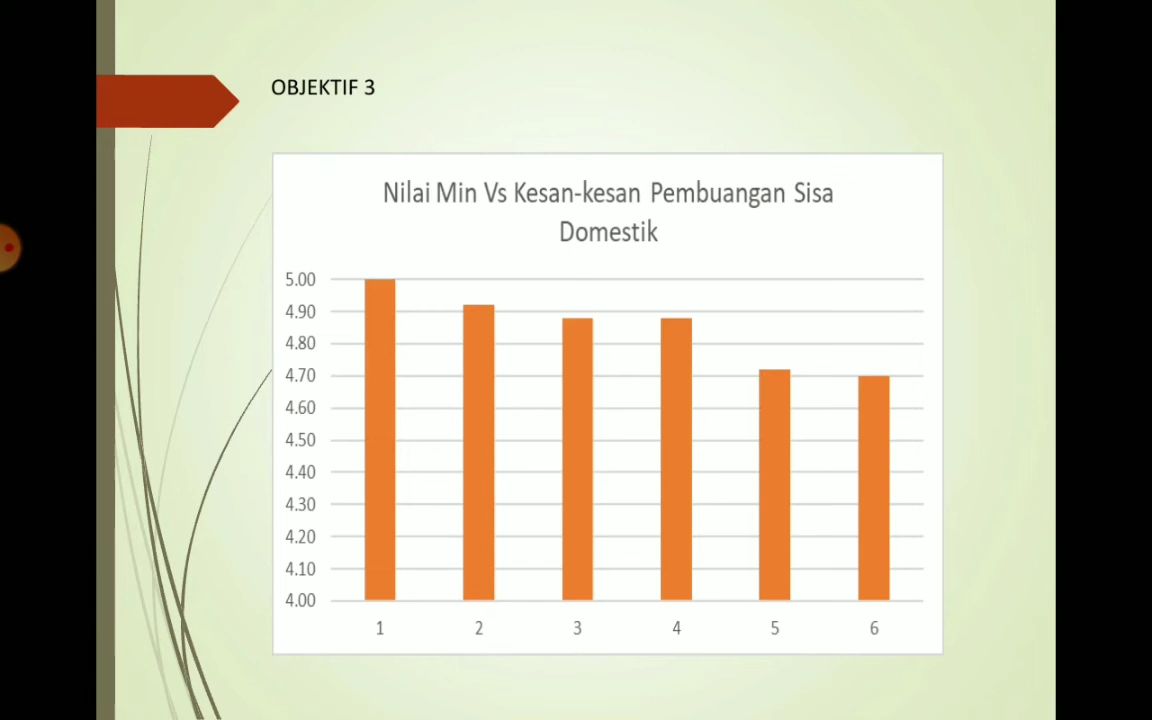 OBJEKTIF 3
Nilai Min Vs Kesan-kesan Pembuangan Sisa
Domestik
5.00
4.90
4.80
4.70
4.60
4.50
4.40
4.30
4.20
4.10
4.00
1 2 3 4 5 6